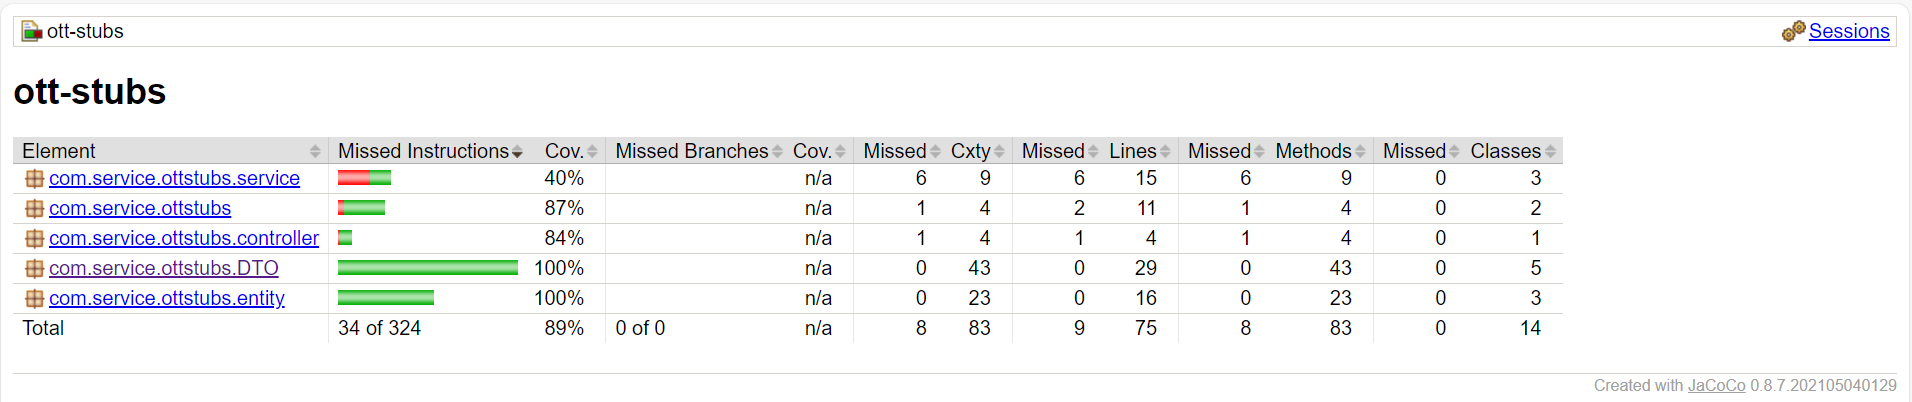 ott-stubs Sessions
ott-stubs
Element Missed Instructions Cov. Missed Branches Cov. Missed Cxty Missed Lines Missed Methods Missed Classes
com.service.ottstubs.service 40% n/a 6 9 6 15 6 9 0 3
com.service.ottstubs 87% n/a 1 4 2 11 1 4 0 2
com.service.ottstubs.controller 84% n/a 1 4 1 4 1 4 0 1
com.service.ottstubs.DTO 100% n/a 0 43 0 29 0 43 0 5
com.service.ottstubs.entity 100% n/a 0 23 0 16 0 23 0 3
Total 34 of 324 89% 0 of 0 n/a 8 83 9 75 8 83 0 14
Created with JaCoCo 0.8.7.202105040129